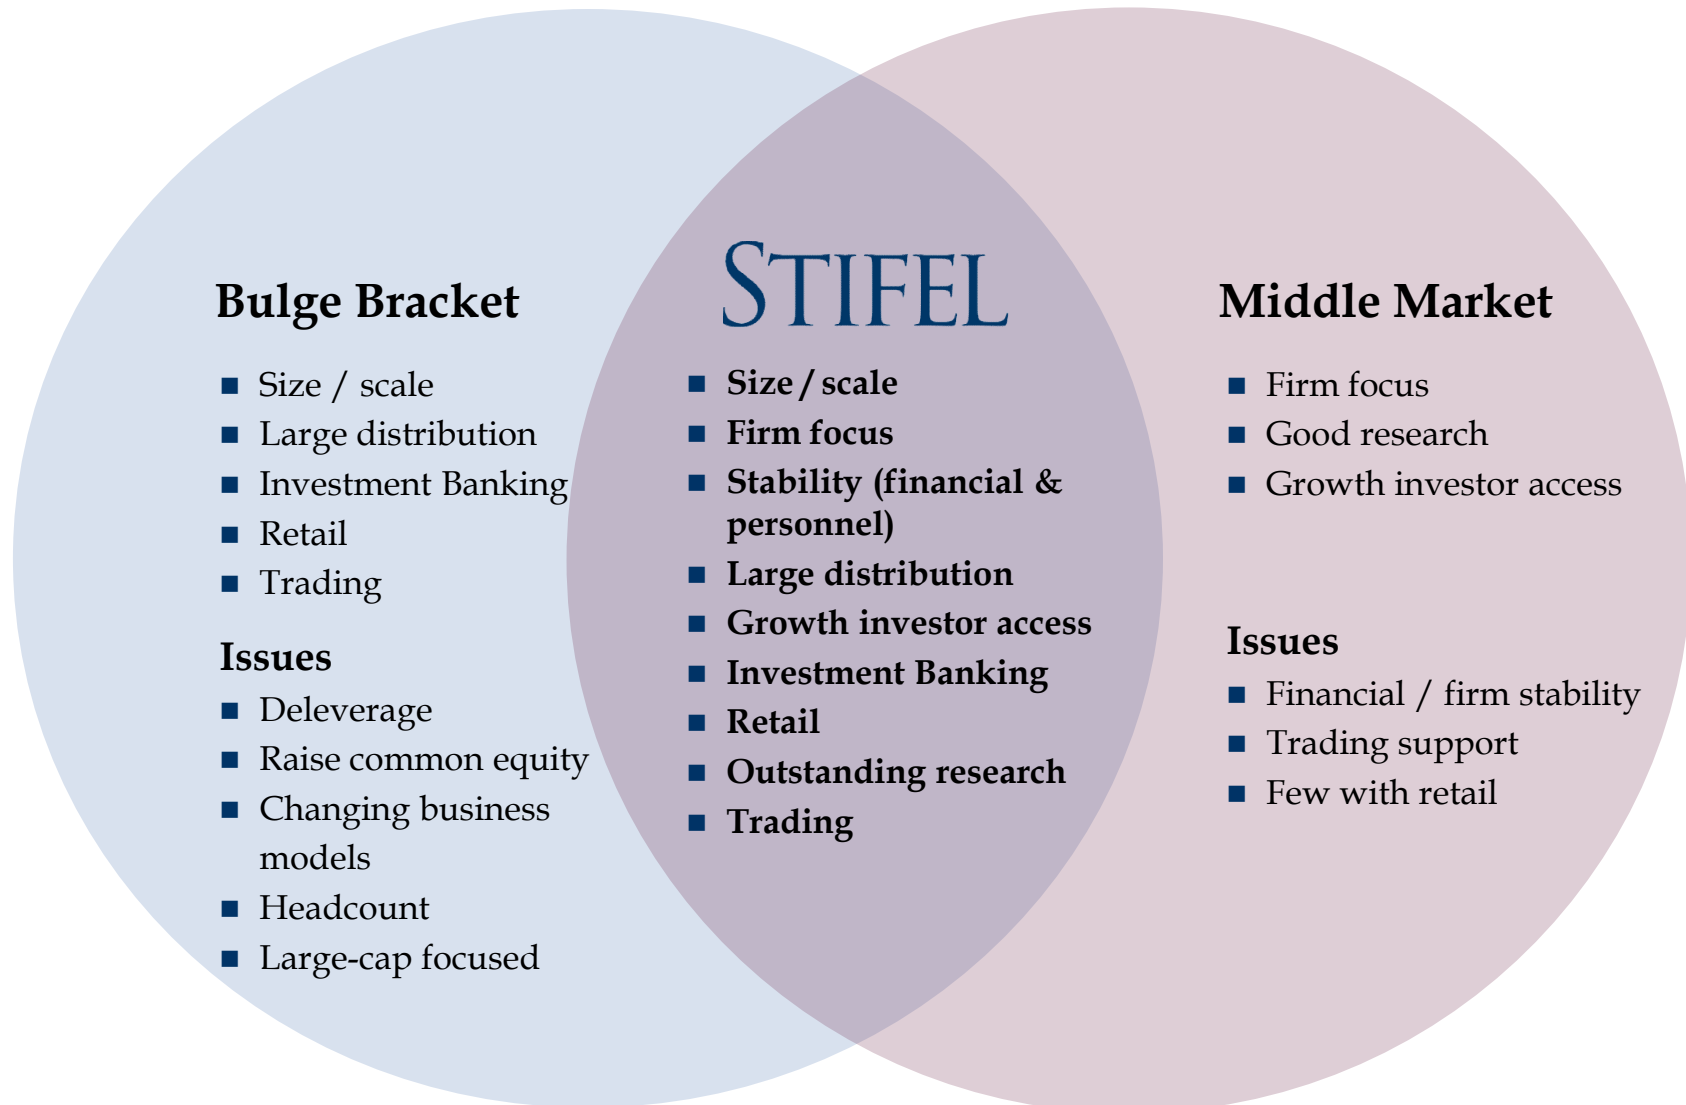 Bulge Bracket
■ Size / scale
■ Large distribution
■ Investment Banking
■ Retail
■ Trading
Issues
■ Deleverage
■ Raise common equity
■ Changing business
models
■ Headcount
■ Large-cap focused
STIFEL
■ Size / scale
■ Firm focus
■ Stability (financial &
personnel)
■ Large distribution
■ Growth investor access
■ Investment Banking
■ Retail
■ Outstanding research
■ Trading
Middle Market
■ Firm focus
■ Good research
■ Growth investor access
Issues
■ Financial / firm stability
■ Trading support
■ Few with retail